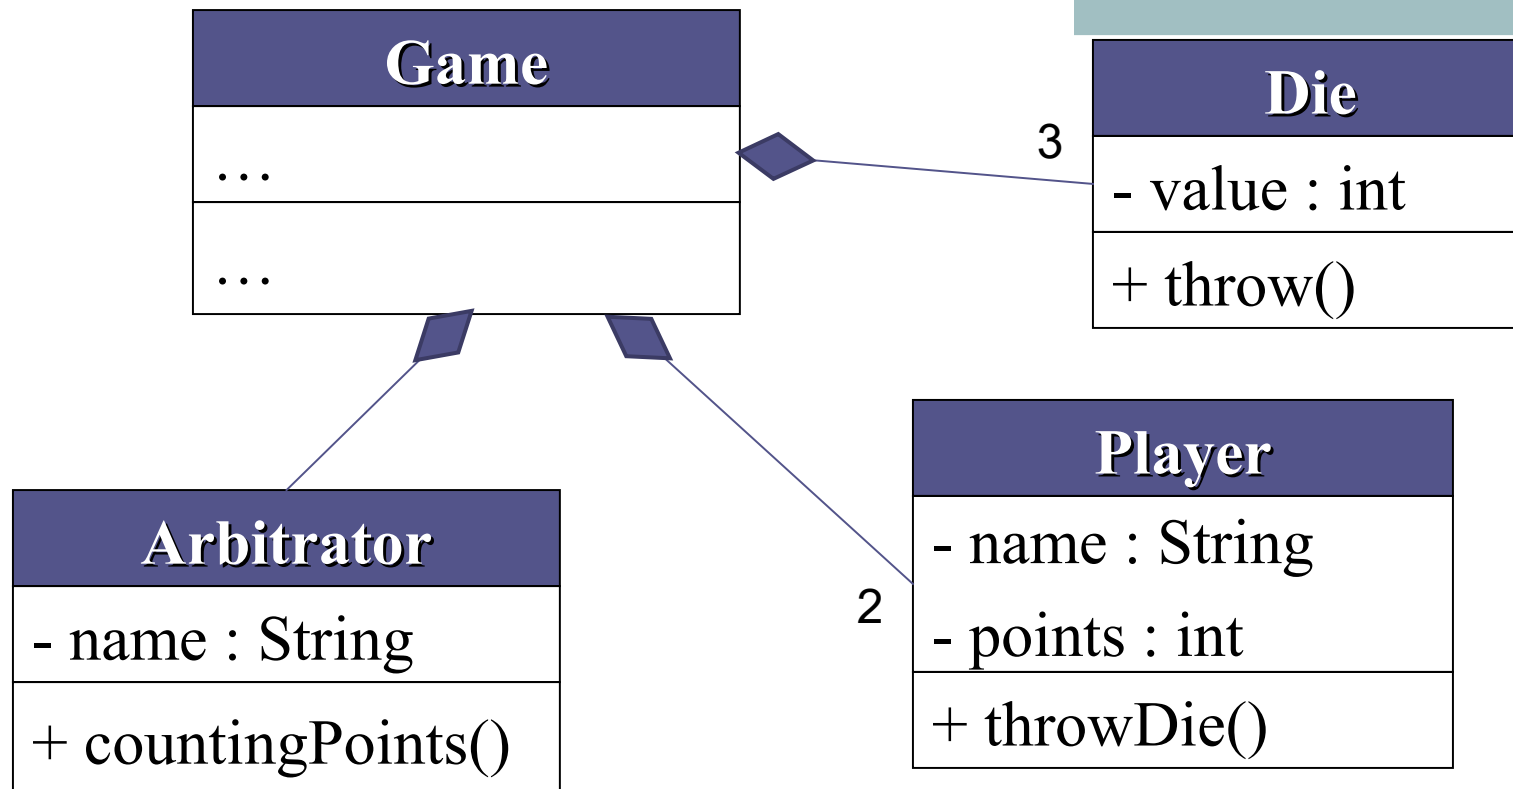 Game
…
…
3
Die
- value : int
+ throw()
Arbitrator
- name : String
+ countingPoints()
2
Player
- name : String
- points : int
+ throwDie()